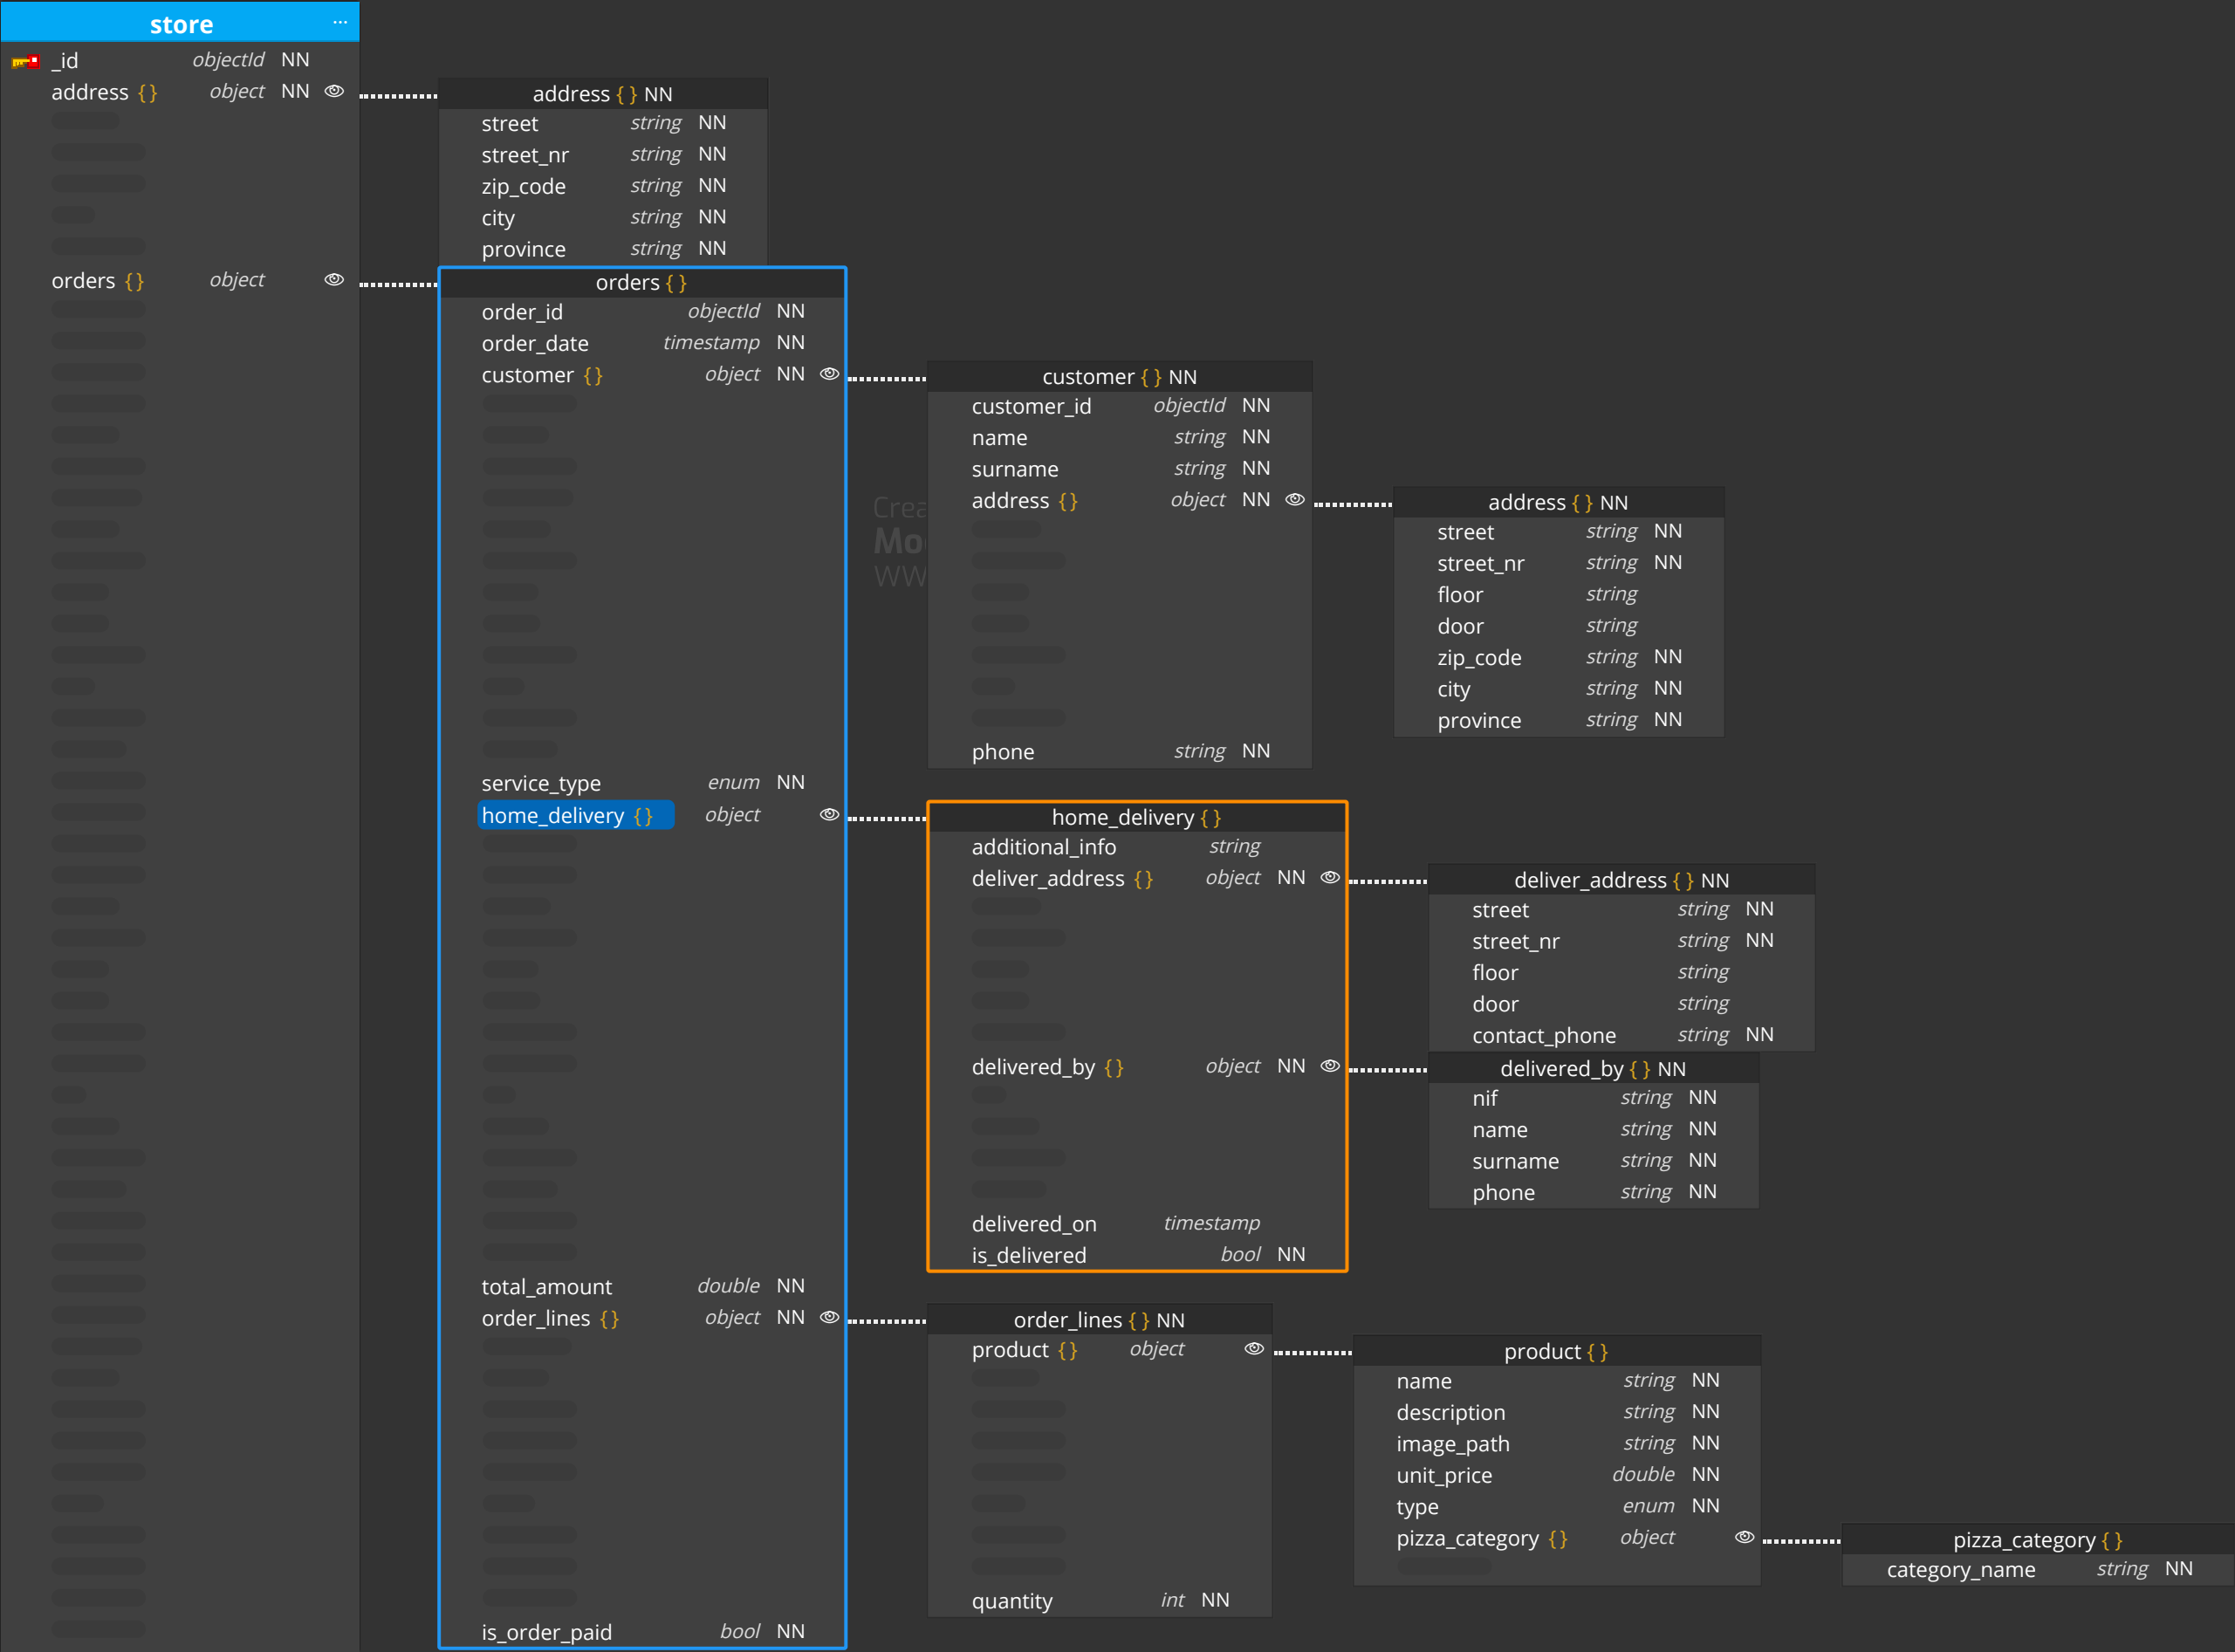 store ...
_id objectId NN
address {} object NN
orders {} object
address {} NN
street string NN
street_nr string NN
zip_code string NN
city string NN
province string NN
orders {}
order_id objectId NN
order_date timestamp NN
customer {} object NN
service_type enum NN
home_delivery {} object
total_amount double NN
order_lines {} object NN
is_order_paid bool NN
customer {} NN
customer_id objectId NN
name string NN
surname string NN
address {} object NN
phone string NN
address {} NN
street string NN
street_nr string NN
floor string
door string
zip_code string NN
city string NN
province string NN
home_delivery {}
additional_info string
deliver_address {} object NN
delivered_by {} object NN
delivered_on timestamp
is_delivered bool NN
deliver_address {} NN
street string NN
street_nr string NN
floor string
door string
contact_phone string NN
delivered_by {} NN
nif string NN
name string NN
surname string NN
phone string NN
order_lines {} NN
product {} object
quantity int NN
product {}
name string NN
description string NN
image_path string NN
unit_price double NN
type enum NN
pizza_category {} object
pizza_category {}
category_name string NN